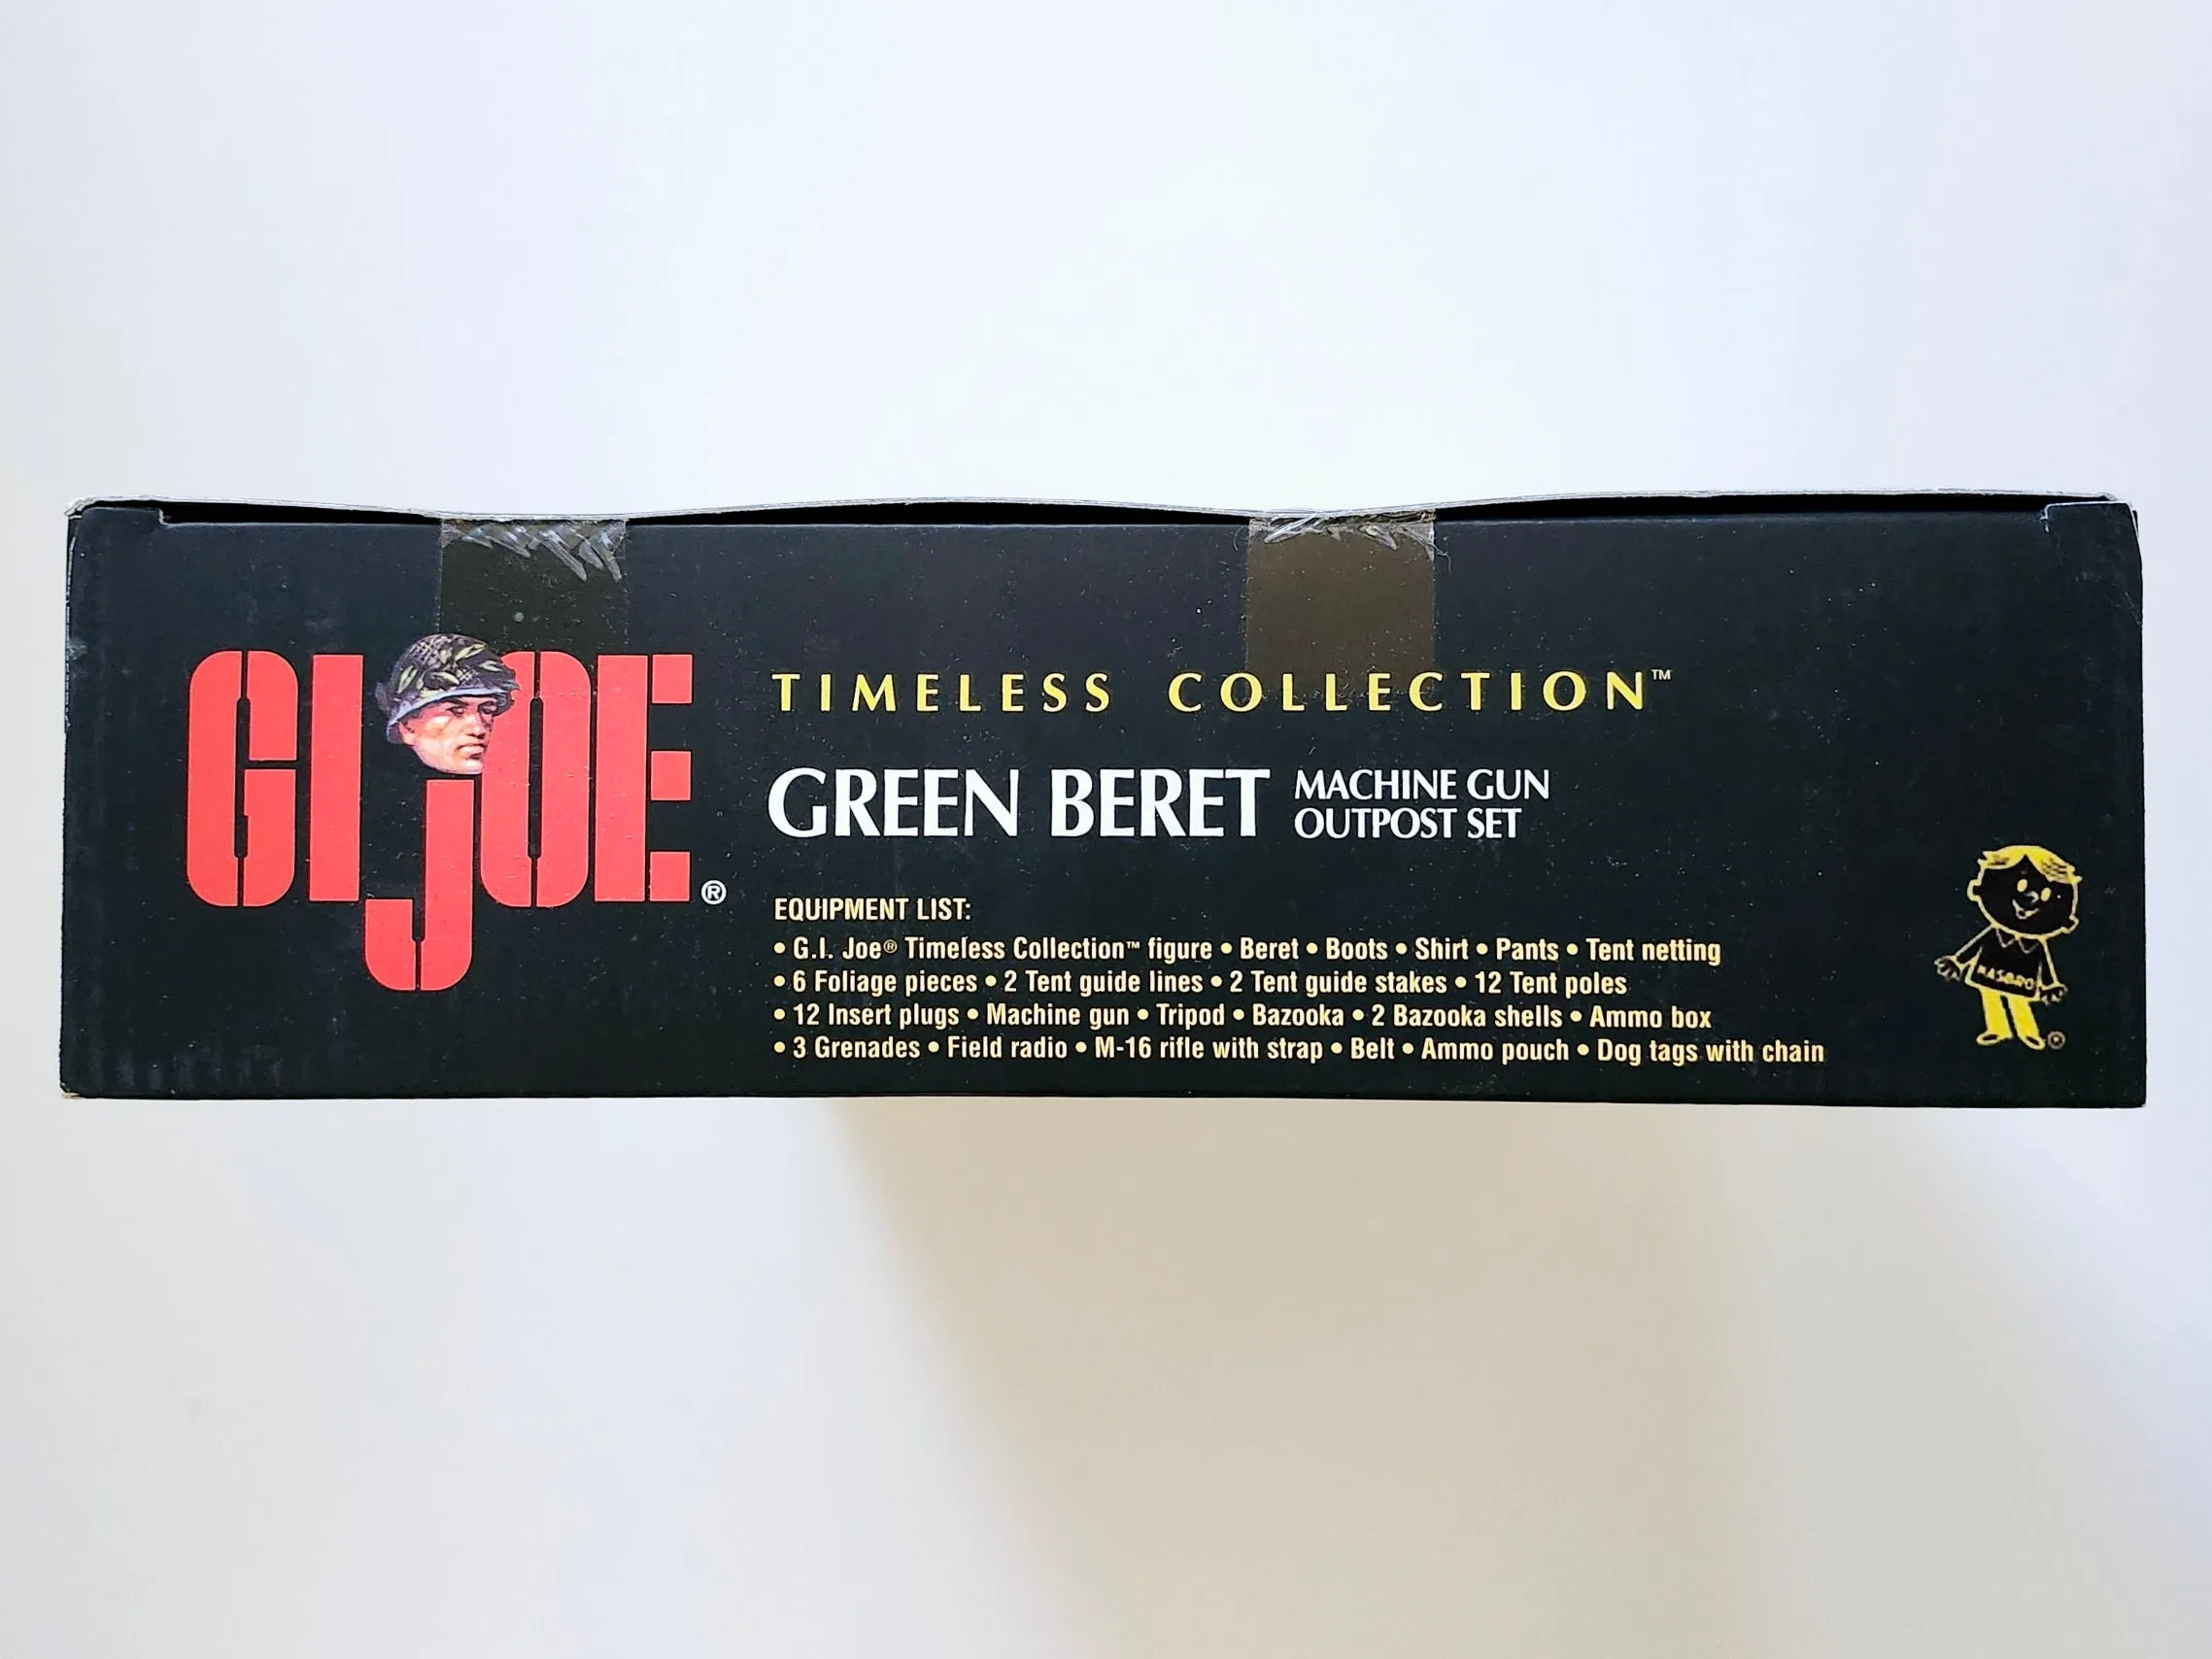 GI JOE®
TIMELESS COLLECTION™
GREEN BERET MACHINE GUN
OUTPOST SET
EQUIPMENT LIST:
• G.I. Joe® Timeless Collection™ figure • Beret • Boots • Shirt • Pants • Tent netting
• 6 Foliage pieces • 2 Tent guide lines • 2 Tent guide stakes • 12 Tent poles
• 12 Insert plugs • Machine gun • Tripod • Bazooka • 2 Bazooka shells • Ammo box
• 3 Grenades • Field radio • M-16 rifle with strap • Belt • Ammo pouch • Dog tags with chain
HASBRO ®